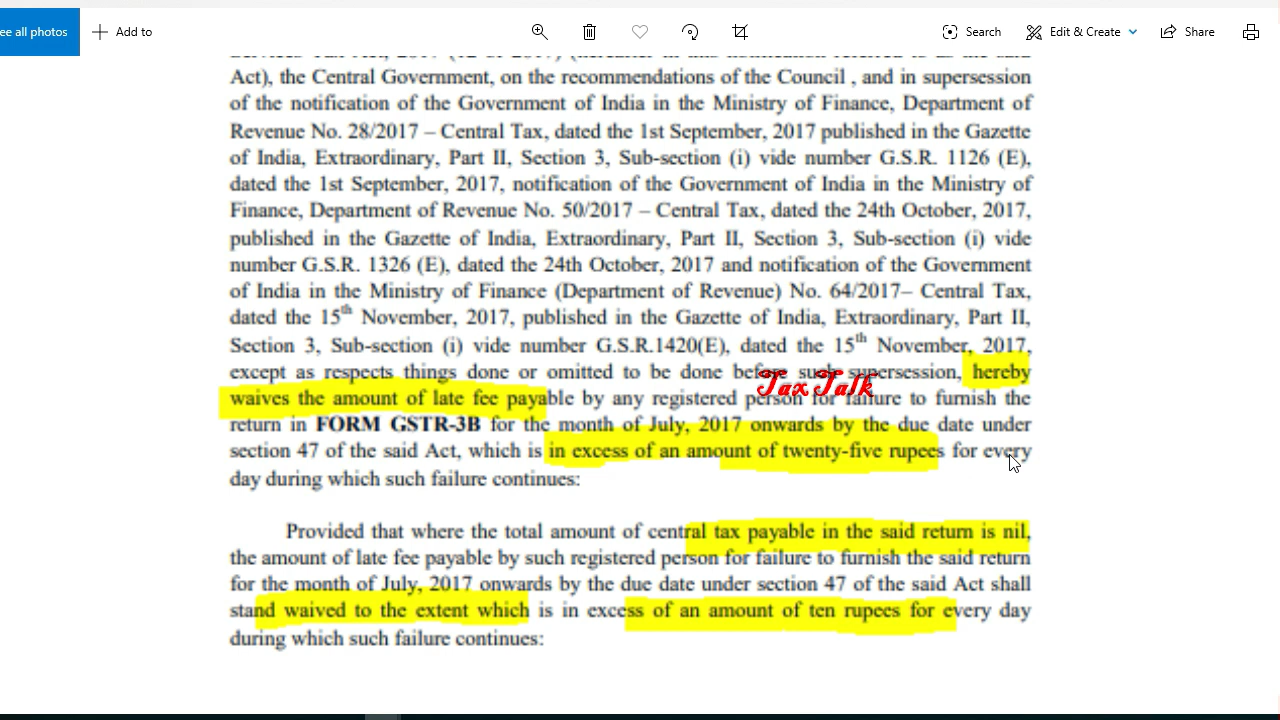 ee all photos
Add to
Search
Edit & Create
Share
Act), the Central Government, on the recommendations of the Council , and in supersession
of the notification of the Government of India in the Ministry of Finance, Department of
Revenue No. 28/2017 – Central Tax, dated the 1st September, 2017 published in the Gazette
of India, Extraordinary, Part II, Section 3, Sub-section (i) vide number G.S.R. 1126 (E),
dated the 1st September, 2017, notification of the Government of India in the Ministry of
Finance, Department of Revenue No. 50/2017 – Central Tax, dated the 24th October, 2017,
published in the Gazette of India, Extraordinary, Part II, Section 3, Sub-section (i) vide
number G.S.R. 1326 (E), dated the 24th October, 2017 and notification of the Government
of India in the Ministry of Finance (Department of Revenue) No. 64/2017– Central Tax,
dated the 15th November, 2017, published in the Gazette of India, Extraordinary, Part II,
Section 3, Sub-section (i) vide number G.S.R.1420(E), dated the 15th November, 2017,
except as respects things done or omitted to be done before such supersession, hereby
Tax Talk
waives the amount of late fee payable by any registered person for failure to furnish the
return in FORM GSTR-3B for the month of July, 2017 onwards by the due date under
section 47 of the said Act, which is in excess of an amount of twenty-five rupees for every
day during which such failure continues:
Provided that where the total amount of central tax payable in the said return is nil,
the amount of late fee payable by such registered person for failure to furnish the said return
for the month of July, 2017 onwards by the due date under section 47 of the said Act shall
stand waived to the extent which is in excess of an amount of ten rupees for every day
during which such failure continues: